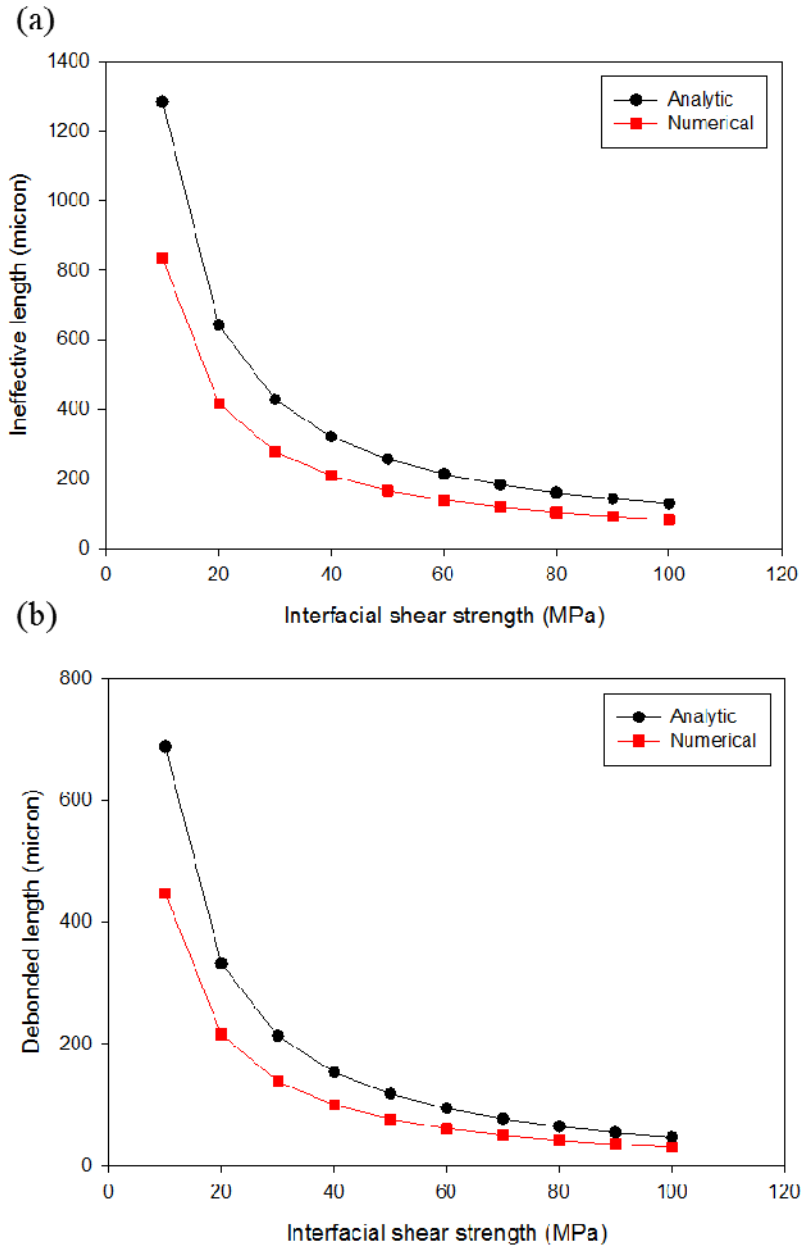 (a)
1400
1200
1000
800
600
400
200
0
Ineffective length (micron)
Analytic
Numerical
0 20 40 60 80 100 120
Interfacial shear strength (MPa)
(b)
800
600
400
200
0
Debonded length (micron)
Analytic
Numerical
0 20 40 60 80 100 120
Interfacial shear strength (MPa)